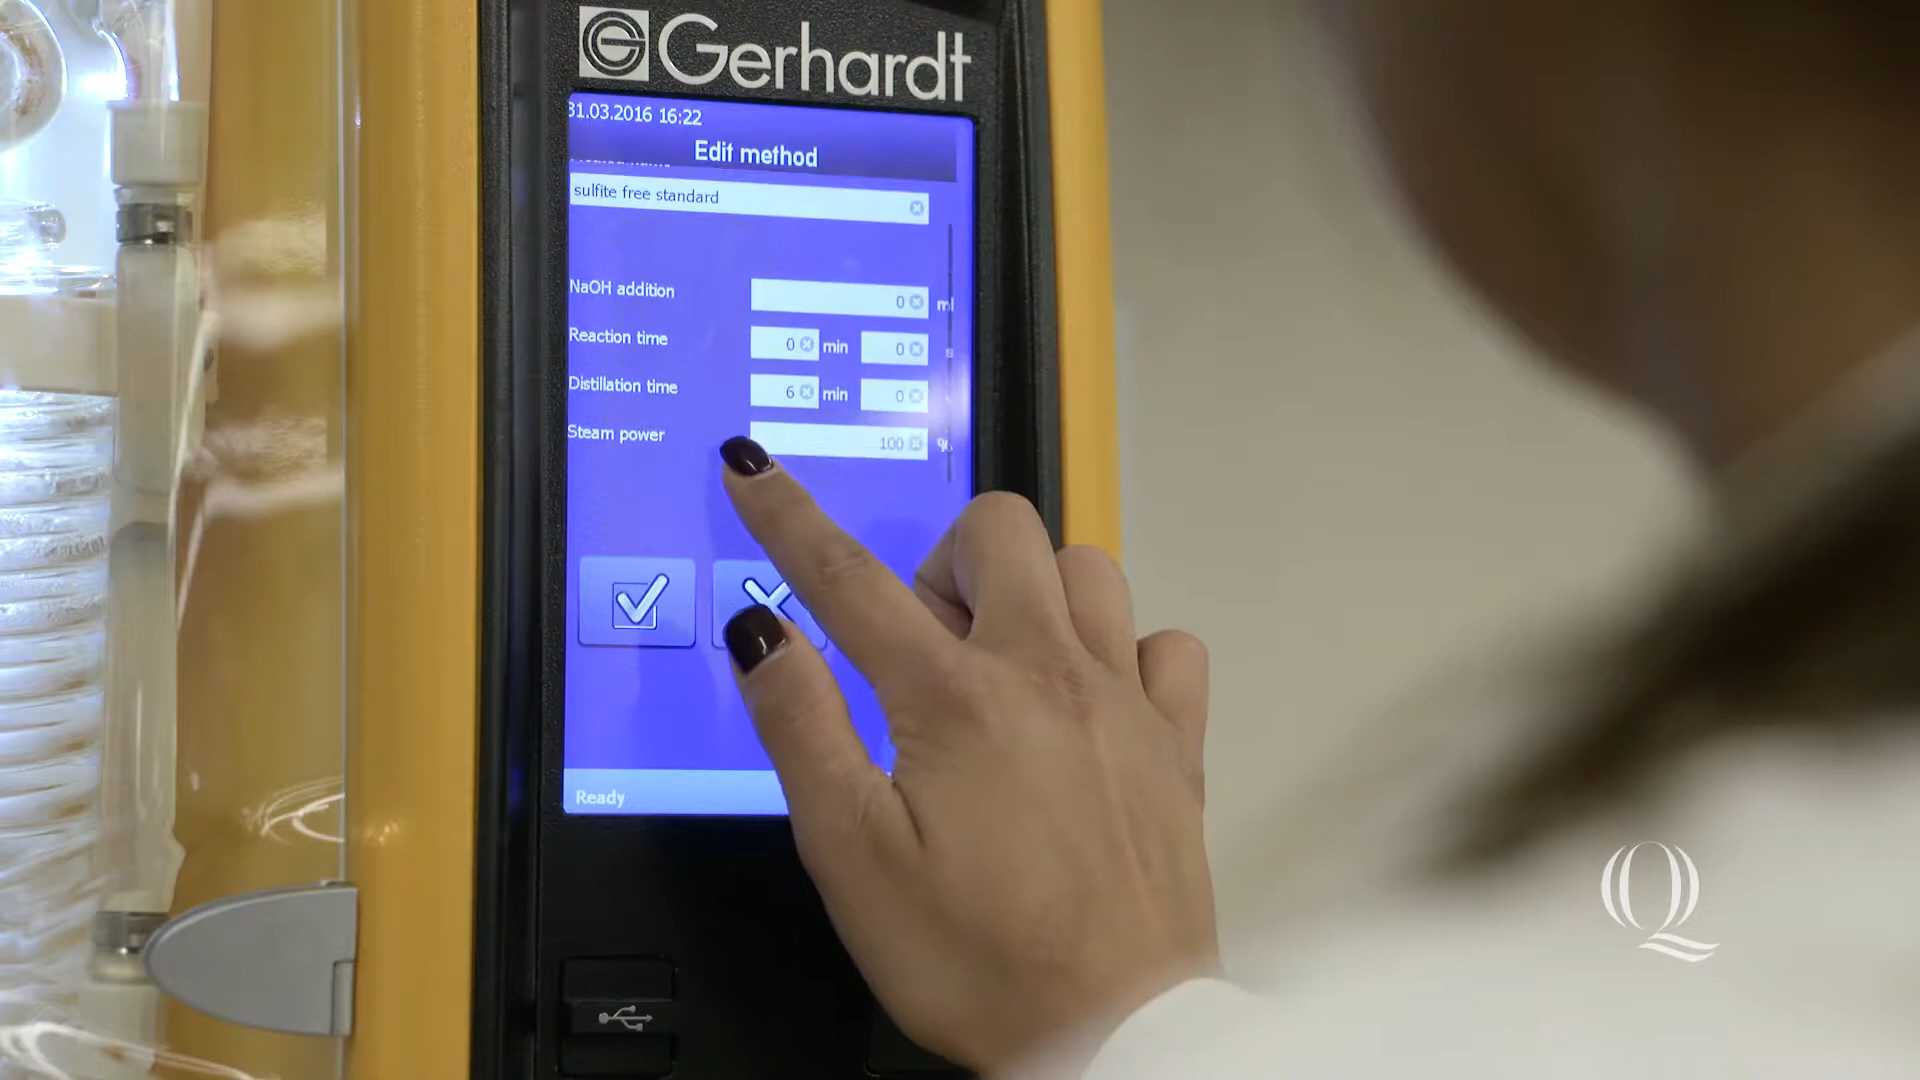 Gerhardt
31.03.2016 16:22
Edit method
sulfite free standard
NaOH addition 0 ml
Reaction time 0 min 0 s
Distillation time 6 min 0
Steam power 100 %
Ready
Q